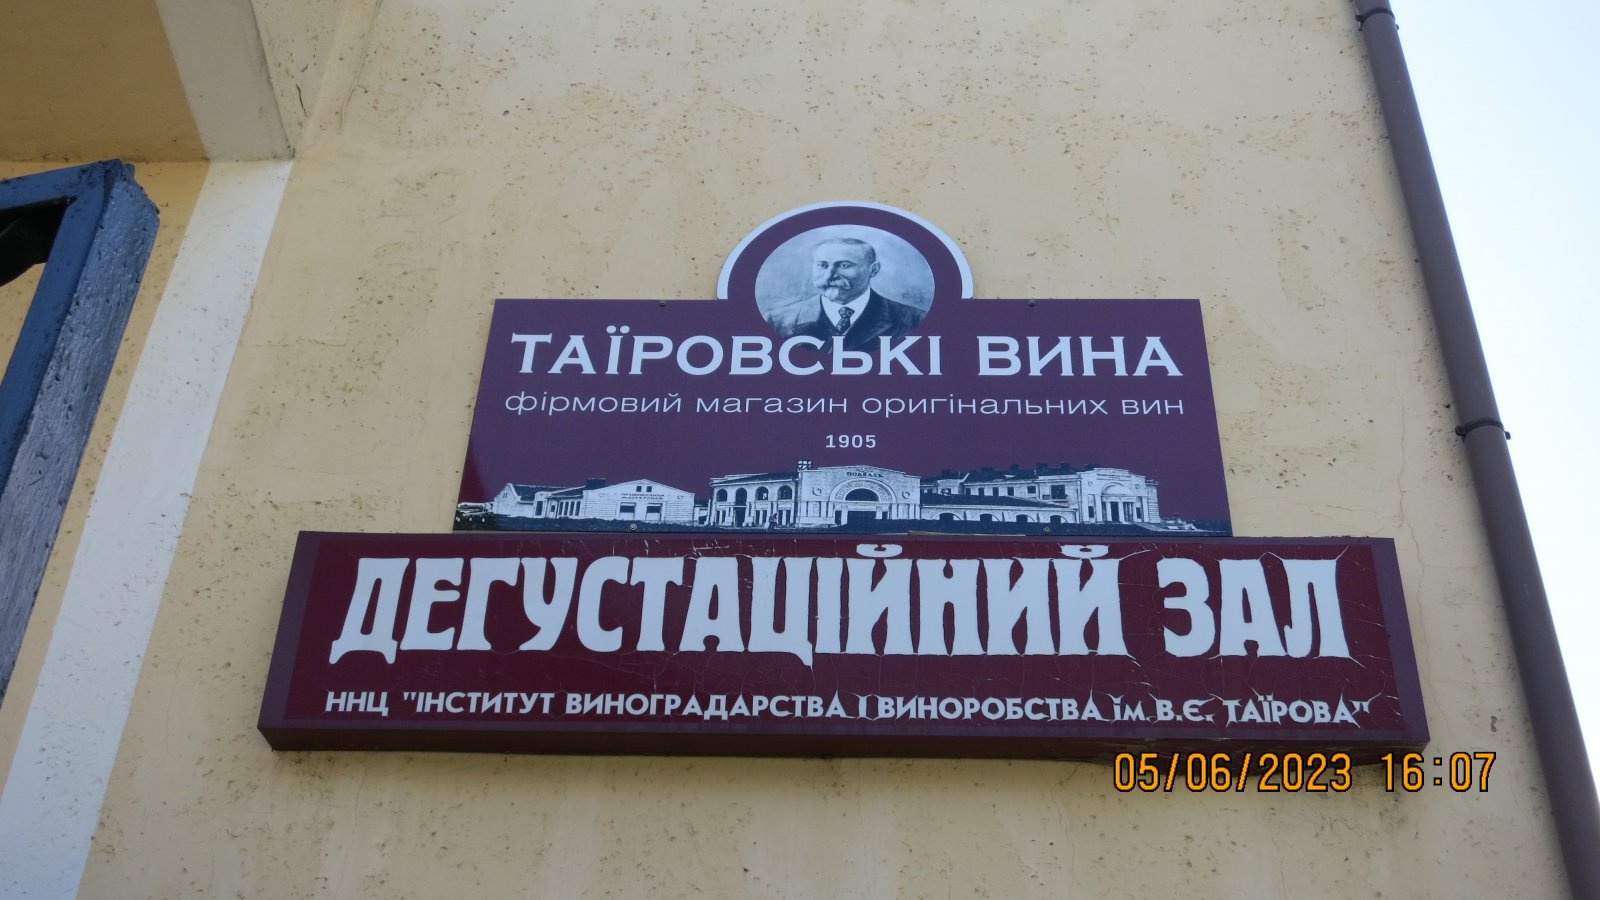 ТАЇРОВСЬКІ ВИНА
фірмовий магазин оригінальних вин
1905
ПОДВАЛЪ
ДЕГУСТАЦІЙНИЙ ЗАЛ
ННЦ "ІНСТИТУТ ВИНОГРАДАРСТВА І ВИНОРОБСТВА ім. В.Є. ТАЇРОВА"
05/06/2023 16:07